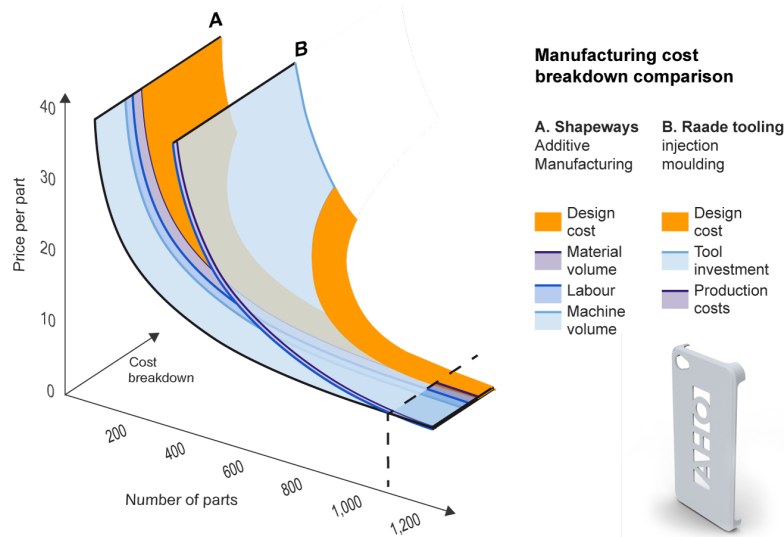 A
B
Manufacturing cost
breakdown comparison
A. Shapeways
Additive
Manufacturing
B. Raade tooling
injection
moulding
Design
cost
Material
volume
Labour
Machine
volume
Design
cost
Tool
investment
Production
costs
Price per part
40
30
20
10
0
Cost
breakdown
200
400
600
800
1,000
1,200
Number of parts
AHOI